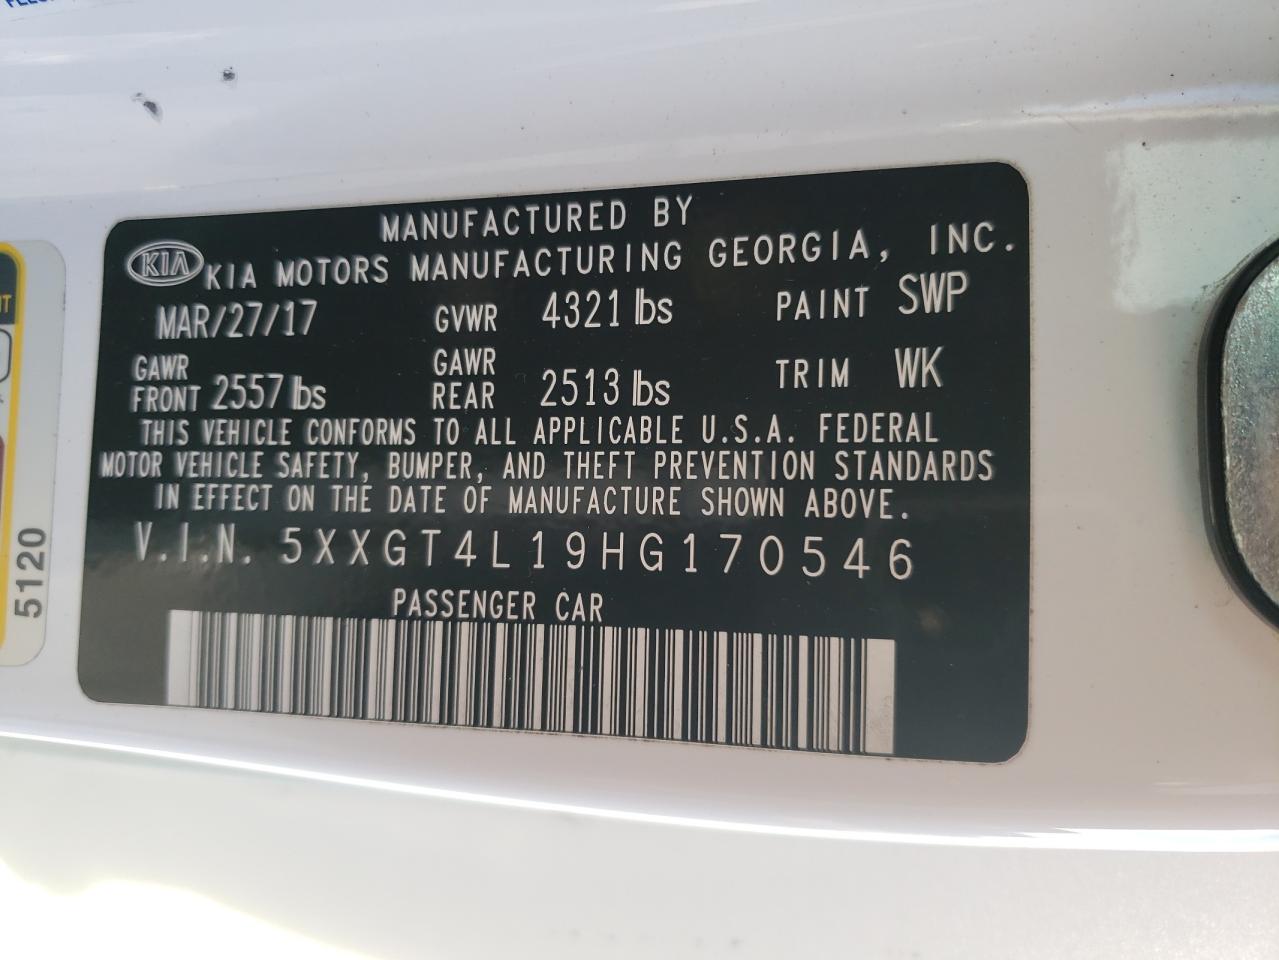 MANUFACTURED BY
KIA KIA MOTORS MANUFACTURING GEORGIA, INC.
MAR/27/17 GVWR 4321 lbs PAINT SWP
GAWR FRONT 2557 lbs GAWR REAR 2513 lbs TRIM WK
THIS VEHICLE CONFORMS TO ALL APPLICABLE U.S.A. FEDERAL
MOTOR VEHICLE SAFETY, BUMPER, AND THEFT PREVENTION STANDARDS
IN EFFECT ON THE DATE OF MANUFACTURE SHOWN ABOVE.
V.I.N. 5XXGT4L19HG170546
PASSENGER CAR
5120